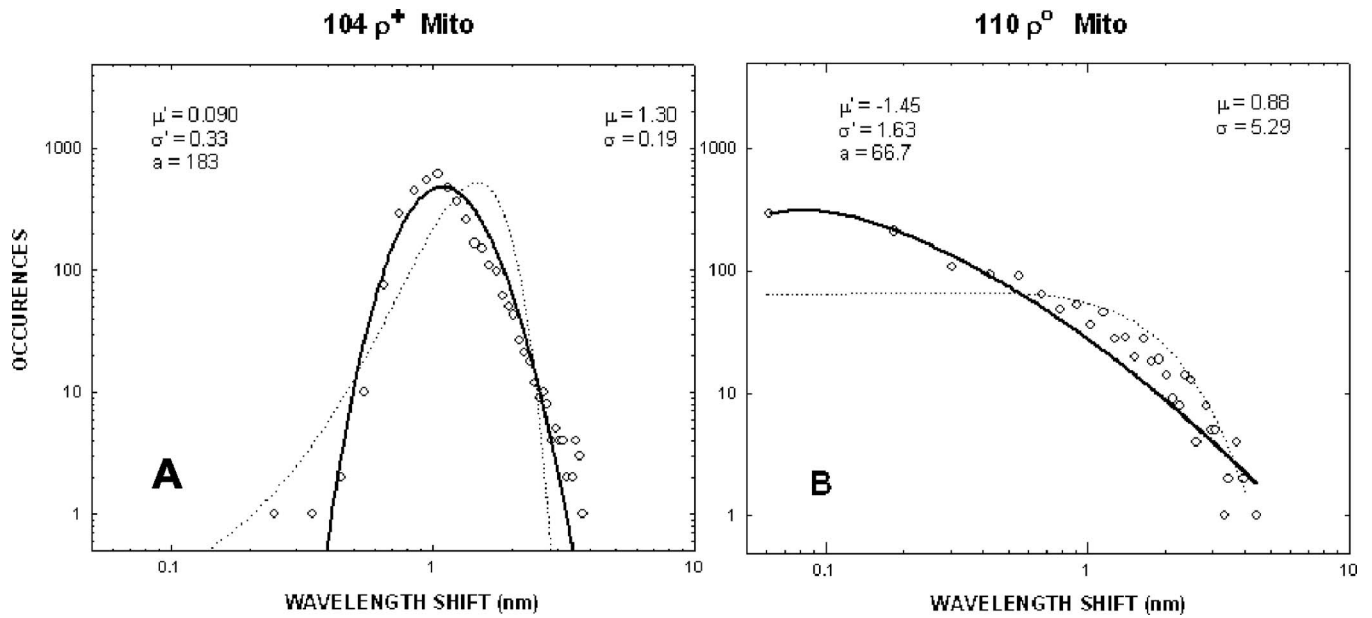 104 ρ⁺ Mito
μ' = 0.090
σ' = 0.33
a = 183
μ = 1.30
σ = 0.19
1000
100
10
1
OCCURENCES
A
0.1
1
10
WAVELENGTH SHIFT (nm)
110 ρ° Mito
μ' = -1.45
σ' = 1.63
a = 66.7
μ = 0.88
σ = 5.29
1000
100
10
1
B
0.1
1
10
WAVELENGTH SHIFT (nm)